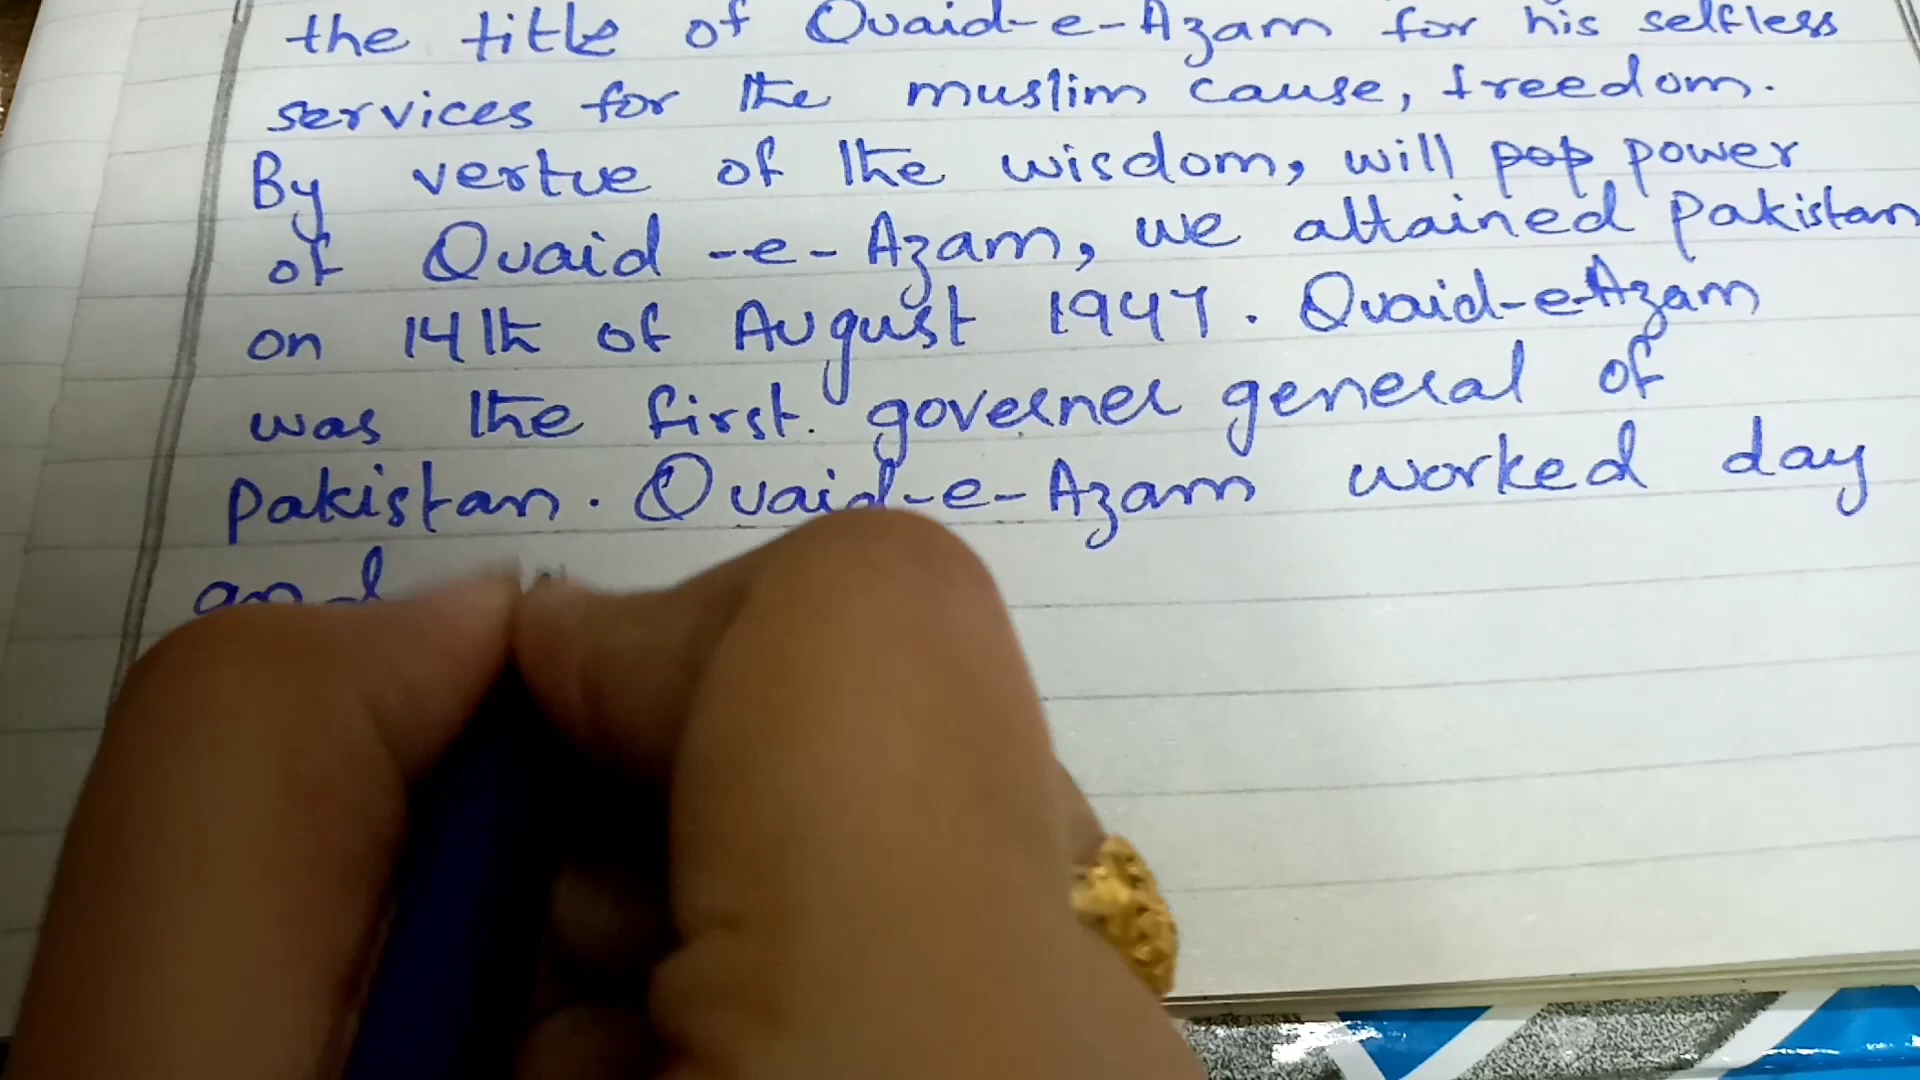 the title of Quaid-e-Azam for his selfless
services for the muslim cause, freedom.
By vertue of the wisdom, will pop power
of Quaid -e- Azam, we attained pakistan
on 14th of August 1947. Quaid-e-Azam
was the first. governer general of
pakistan. Quaid-e-Azam worked day
and